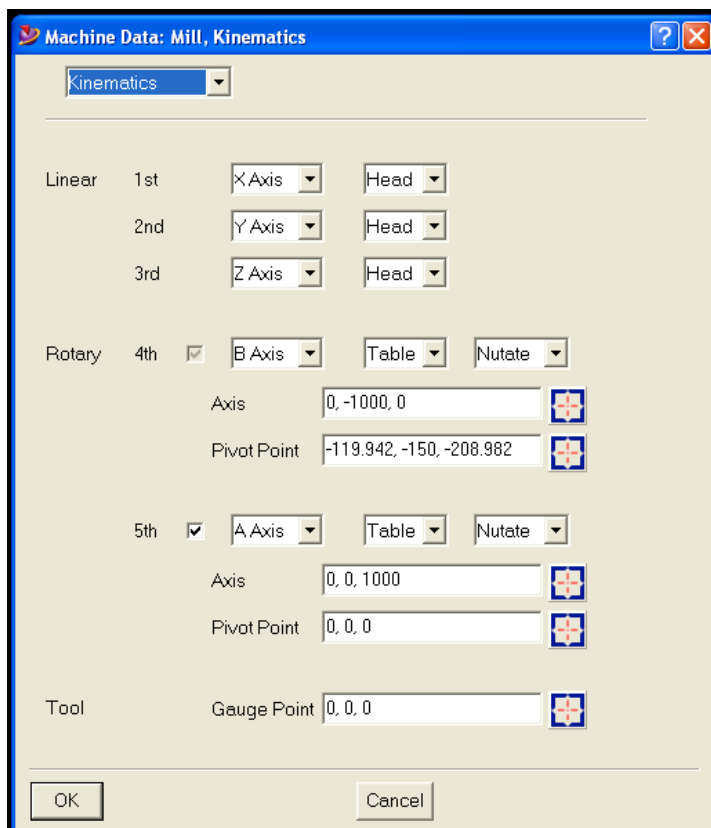 Machine Data: Mill, Kinematics
Kinematics
Linear 1st X Axis Head
2nd Y Axis Head
3rd Z Axis Head
Rotary 4th B Axis Table Nutate
Axis 0, -1000, 0
Pivot Point -119.942, -150, -208.982
5th A Axis Table Nutate
Axis 0, 0, 1000
Pivot Point 0, 0, 0
Tool Gauge Point 0, 0, 0
OK Cancel